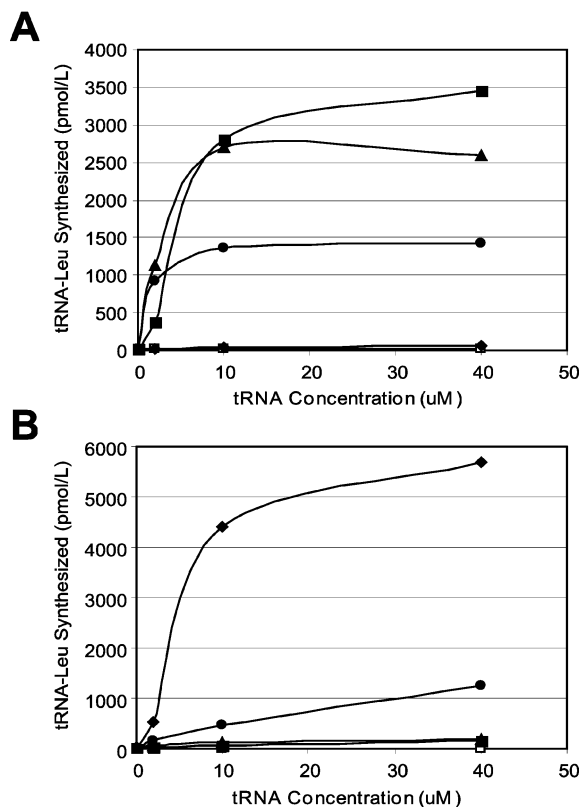 A
tRNA-Leu Synthesized (pmol/L)
4000
3500
3000
2500
2000
1500
1000
500
0
0 10 20 30 40 50
tRNA Concentration (uM)
B
tRNA-Leu Synthesized (pmol/L)
6000
5000
4000
3000
2000
1000
0
0 10 20 30 40 50
tRNA Concentration (uM)